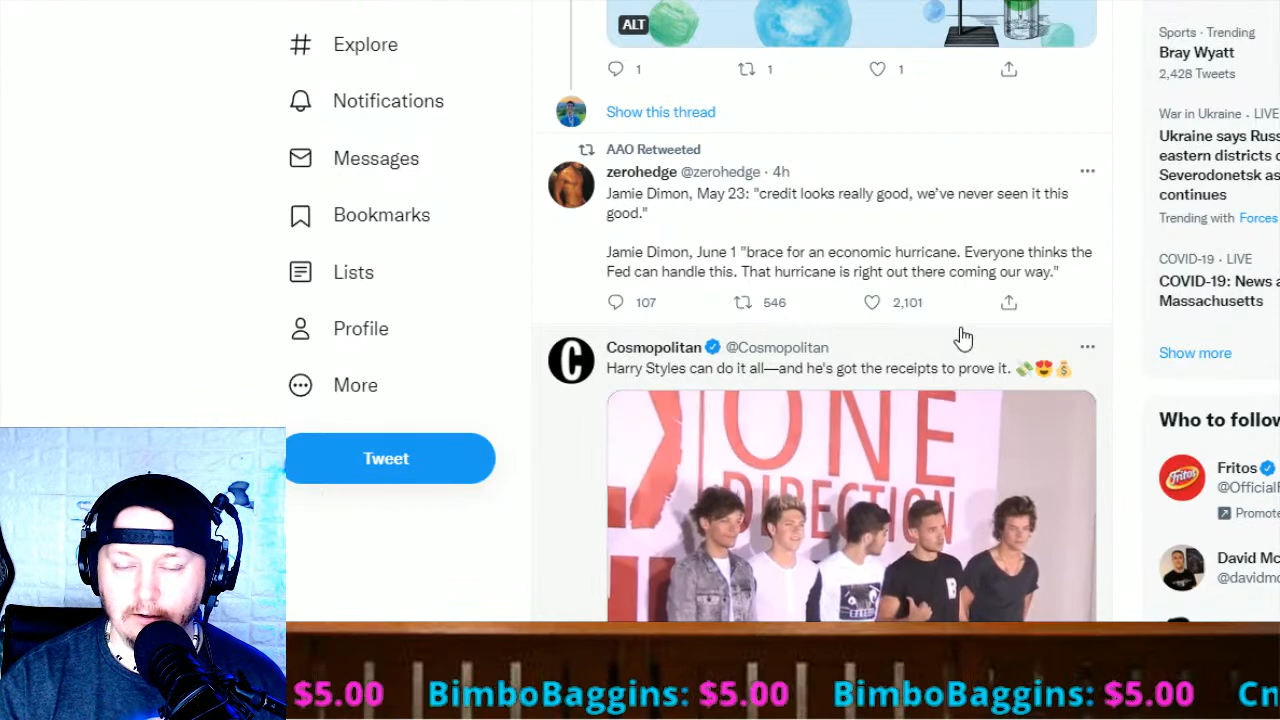 ALT
1
1
1
# Explore
Notifications
Messages
Bookmarks
Lists
Profile
More
Tweet
Show this thread
AAO Retweeted
zerohedge @zerohedge · 4h
Jamie Dimon, May 23: "credit looks really good, we've never seen it this
good."
Jamie Dimon, June 1 "brace for an economic hurricane. Everyone thinks the
Fed can handle this. That hurricane is right out there coming our way."
107
546
2,101
C
Cosmopolitan @Cosmopolitan
Harry Styles can do it all—and he's got the receipts to prove it. 💸😍💰
ONE
DIRECTION
Sports · Trending
Bray Wyatt
2,428 Tweets
War in Ukraine · LIVE
Ukraine says Russ
eastern districts o
Severodonetsk as
continues
Trending with Forces
COVID-19 · LIVE
COVID-19: News a
Massachusetts
Show more
Who to follow
Fritos
Fritos
@OfficialF
Promote
David Mc
@davidmc
$5.00 BimboBaggins: $5.00 BimboBaggins: $5.00 Cn